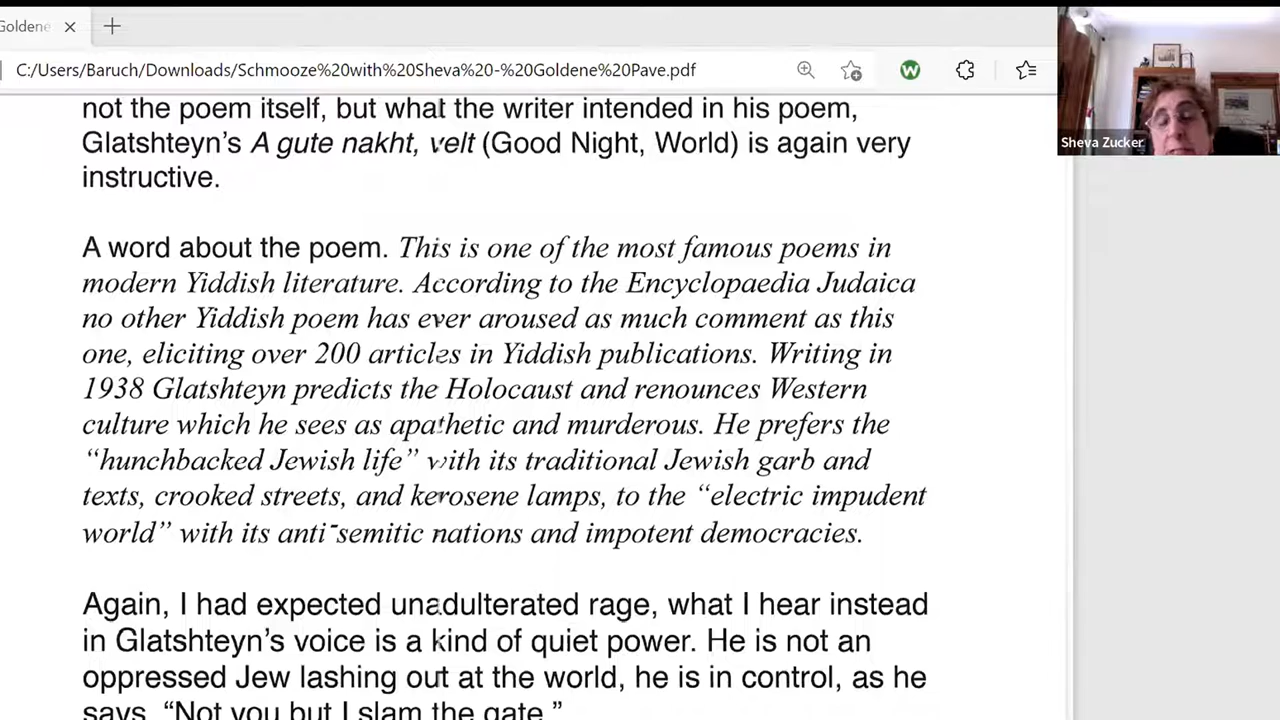 Goldene
C:/Users/Baruch/Downloads/Schmooze%20with%20Sheva%20-%20Goldene%20Pave.pdf
Sheva Zucker
not the poem itself, but what the writer intended in his poem,
Glatshteyn's A gute nakht, velt (Good Night, World) is again very
instructive.
A word about the poem. This is one of the most famous poems in
modern Yiddish literature. According to the Encyclopaedia Judaica
no other Yiddish poem has ever aroused as much comment as this
one, eliciting over 200 articles in Yiddish publications. Writing in
1938 Glatshteyn predicts the Holocaust and renounces Western
culture which he sees as apathetic and murderous. He prefers the
“hunchbacked Jewish life” with its traditional Jewish garb and
texts, crooked streets, and kerosene lamps, to the “electric impudent
world” with its anti-semitic nations and impotent democracies.
Again, I had expected unadulterated rage, what I hear instead
in Glatshteyn's voice is a kind of quiet power. He is not an
oppressed Jew lashing out at the world, he is in control, as he
says, “Not you but I slam the gate.”